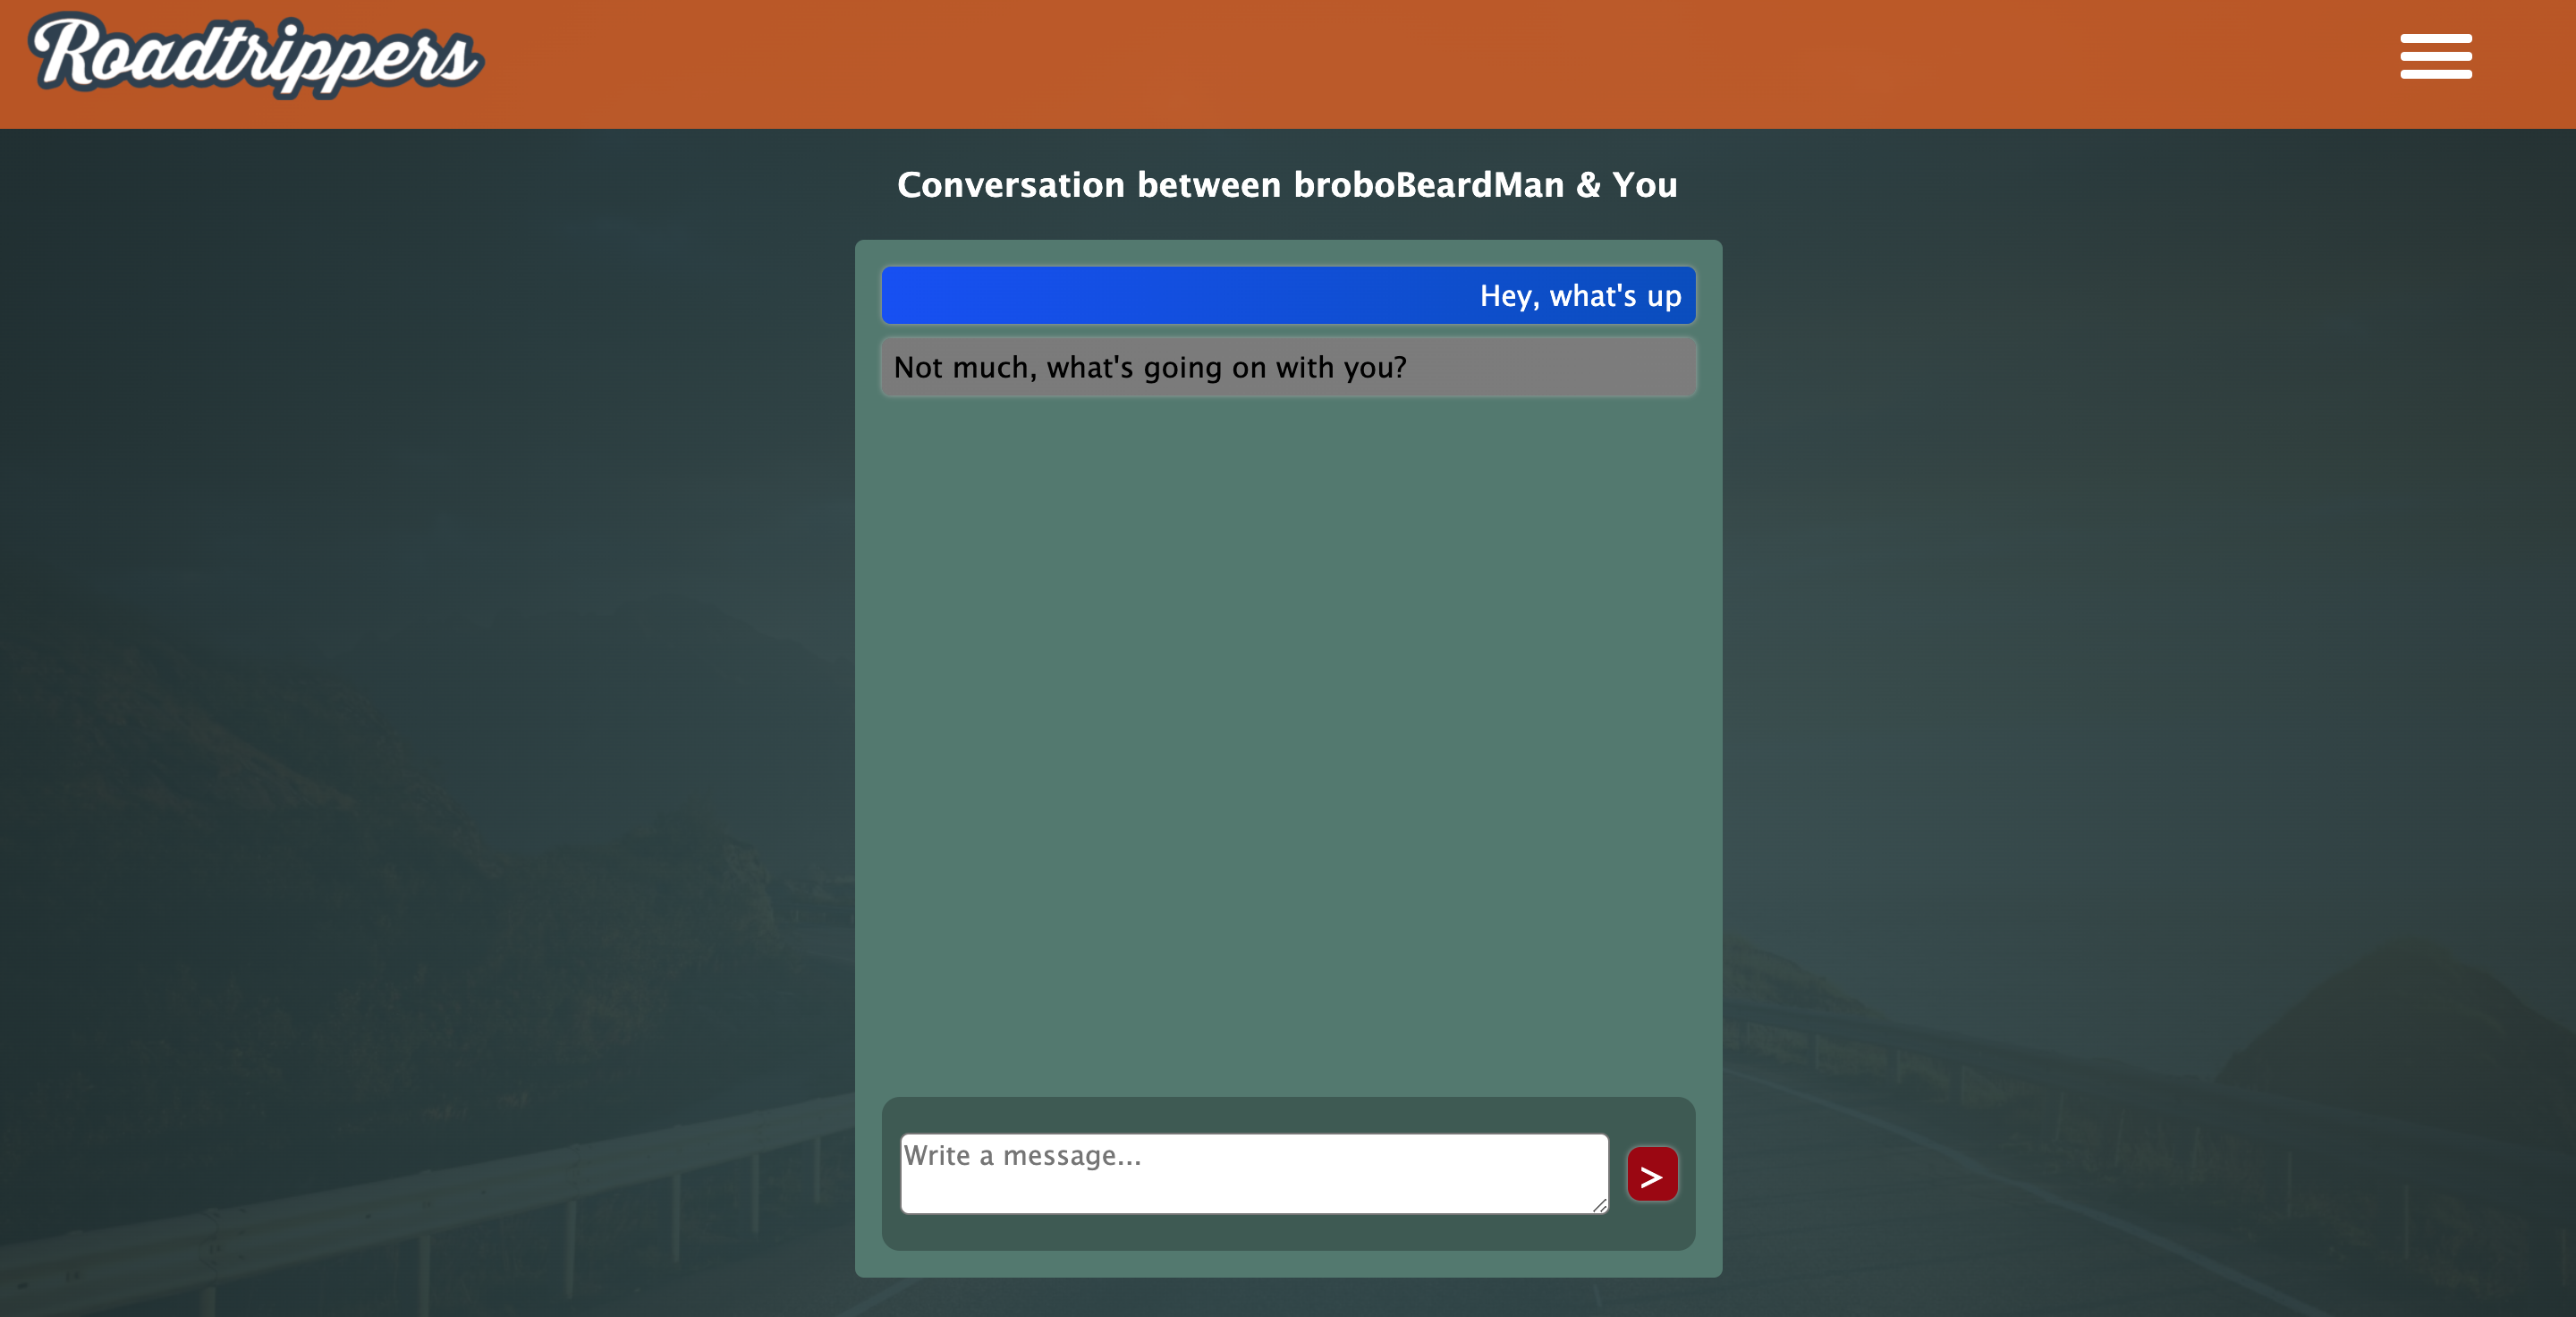 Roadtrippers
Conversation between broboBeardMan & You
Hey, what's up
Not much, what's going on with you?
Write a message...
>